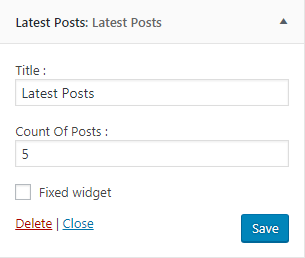 Latest Posts: Latest Posts
Title :
Latest Posts
Count Of Posts :
5
Fixed widget
Delete | Close
Save